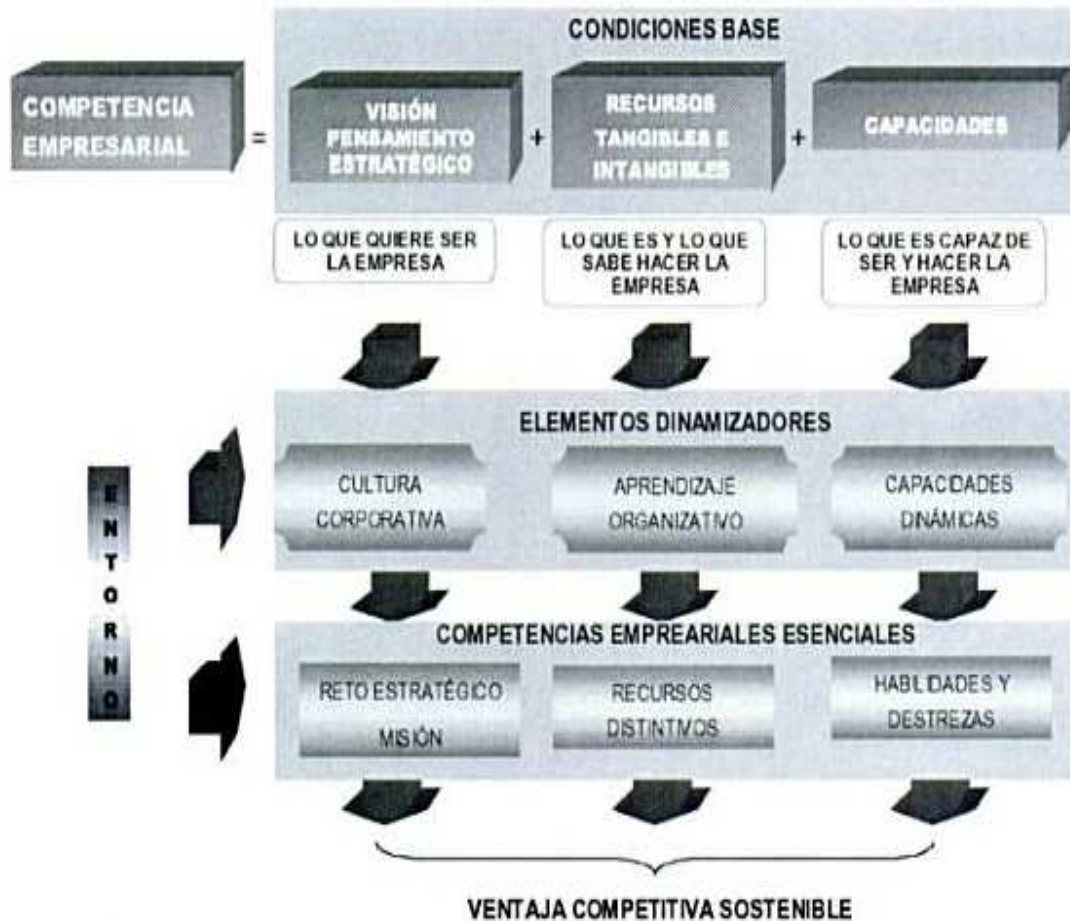 CONDICIONES BASE
COMPETENCIA
EMPRESARIAL
=
VISIÓN
PENSAMIENTO
ESTRATÉGICO
+
RECURSOS
TANGIBLES E
INTANGIBLES
+
CAPACIDADES
LO QUE QUIERE SER
LA EMPRESA
LO QUE ES Y LO QUE
SABE HACER LA
EMPRESA
LO QUE ES CAPAZ DE
SER Y HACER LA
EMPRESA
ELEMENTOS DINAMIZADORES
CULTURA
CORPORATIVA
APRENDIZAJE
ORGANIZATIVO
CAPACIDADES
DINÁMICAS
ENTORNO
COMPETENCIAS EMPREARIALES ESENCIALES
RETO ESTRATÉGICO
MISIÓN
RECURSOS
DISTINTIVOS
HABILIDADES Y
DESTREZAS
VENTAJA COMPETITIVA SOSTENIBLE